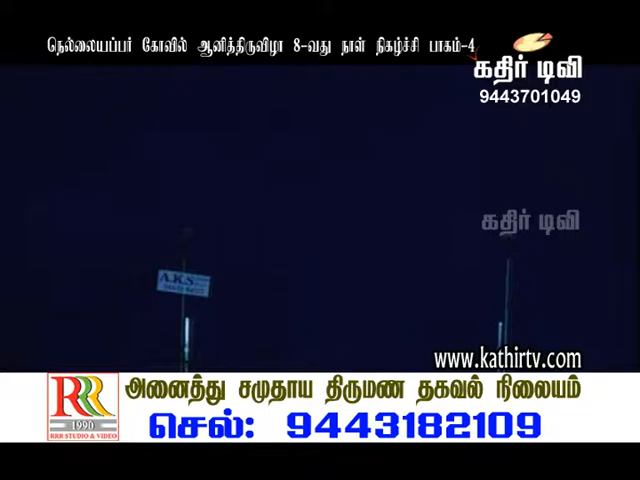 நெல்லையப்பர் கோவில் ஆனித்திருவிழா 8-வது நாள் நிகழ்ச்சி பாகம்-4
கதிர் டிவி
9443701049
கதிர் டிவி
A.K.S
www.kathirtv.com
RRR
1990
RRR STUDIO & VIDEO
அனைத்து சமுதாய திருமண தகவல் நிலையம்
செல்: 9443182109